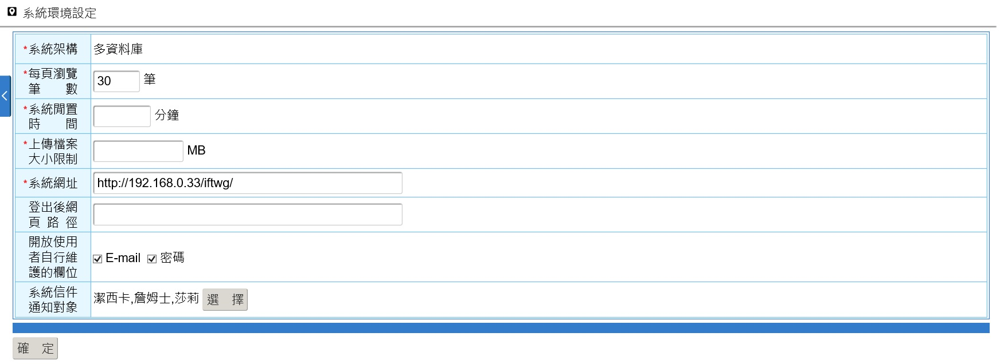 系統環境設定
*系統架構 多資料庫
*每頁瀏覽
筆 數 30 筆
*系統閒置
時 間 分鐘
*上傳檔案
大小限制 MB
*系統網址 http://192.168.0.33/iftwg/
登出後網
頁 路 徑
開放使用
者自行維
護的欄位 E-mail 密碼
系統信件
通知對象 潔西卡,詹姆士,莎莉 選 擇
確 定